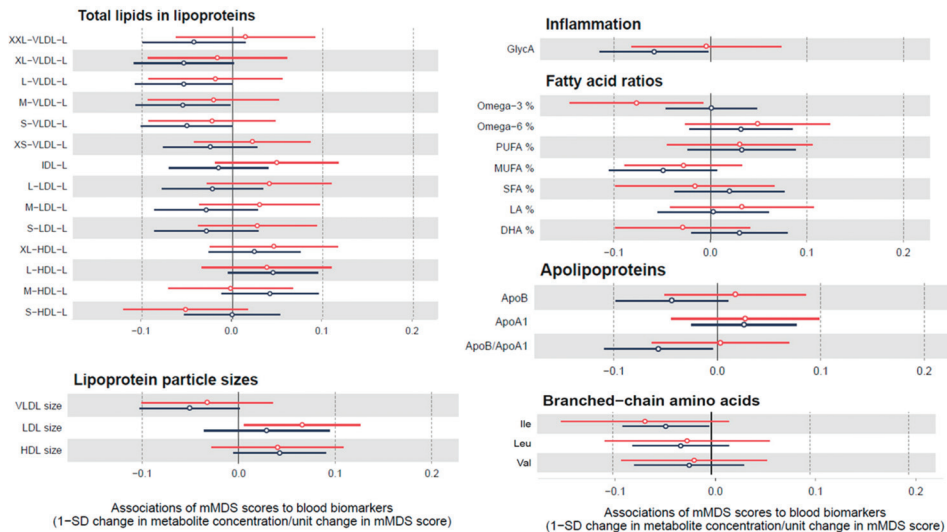 Total lipids in lipoproteins
XXL−VLDL−L
XL−VLDL−L
L−VLDL−L
M−VLDL−L
S−VLDL−L
XS−VLDL−L
IDL−L
L−LDL−L
M−LDL−L
S−LDL−L
XL−HDL−L
L−HDL−L
M−HDL−L
S−HDL−L
−0.1 0.0 0.1 0.2
Lipoprotein particle sizes
VLDL size
LDL size
HDL size
−0.1 0.0 0.1 0.2
Associations of mMDS scores to blood biomarkers
(1−SD change in metabolite concentration/unit change in mMDS score)
Inflammation
GlycA
Fatty acid ratios
Omega−3 %
Omega−6 %
PUFA %
MUFA %
SFA %
LA %
DHA %
−0.1 0.0 0.1 0.2
Apolipoproteins
ApoB
ApoA1
ApoB/ApoA1
−0.1 0.0 0.1 0.2
Branched−chain amino acids
Ile
Leu
Val
−0.1 0.0 0.1 0.2
Associations of mMDS scores to blood biomarkers
(1−SD change in metabolite concentration/unit change in mMDS score)